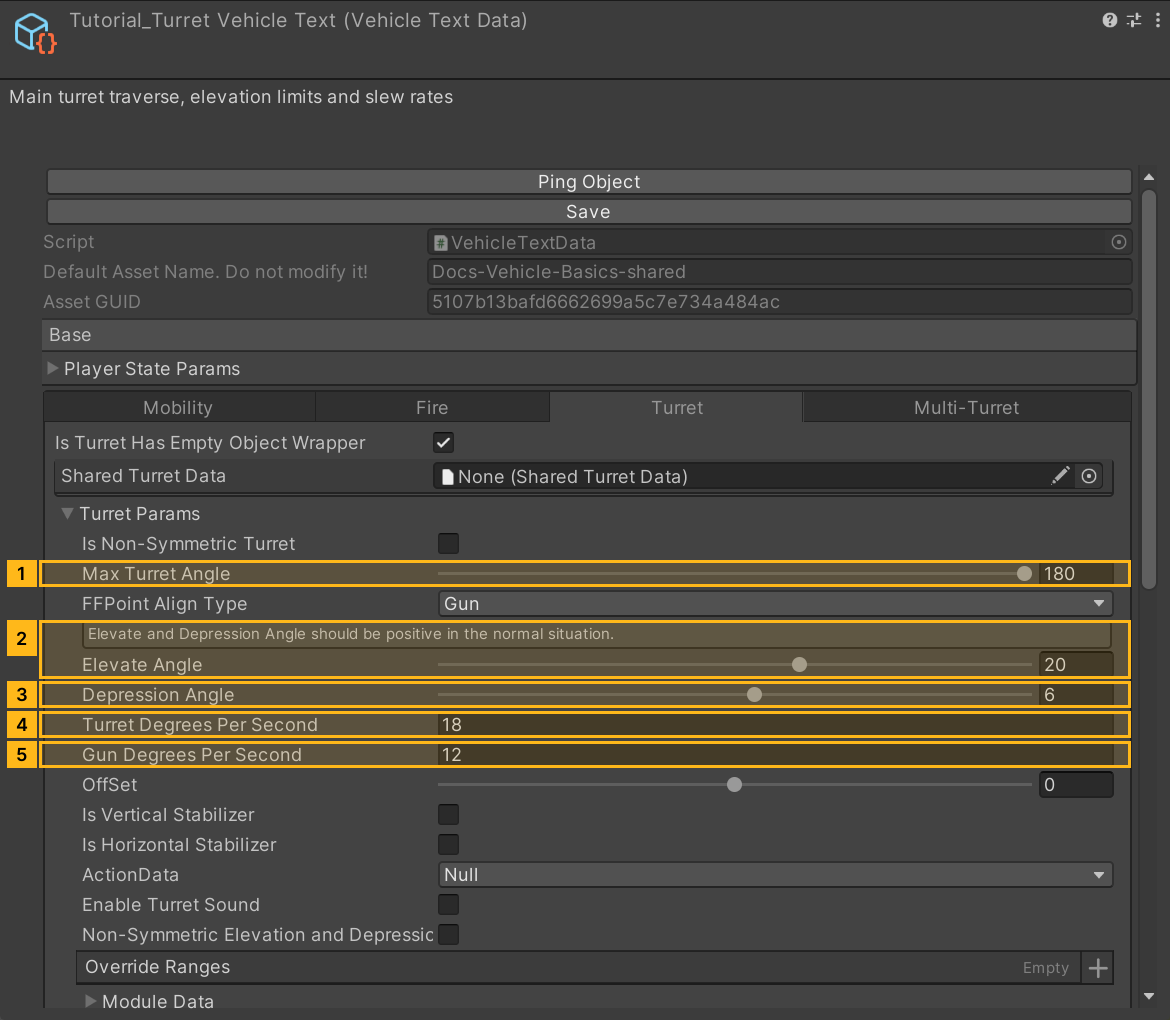 Tutorial_Turret Vehicle Text (Vehicle Text Data)
Main turret traverse, elevation limits and slew rates
Ping Object
Save
Script
#VehicleTextData
Default Asset Name. Do not modify it!
Docs-Vehicle-Basics-shared
Asset GUID
5107b13bafd6662699a5c7e734a484ac
Base
Player State Params
Mobility
Fire
Turret
Multi-Turret
Is Turret Has Empty Object Wrapper
Shared Turret Data
None (Shared Turret Data)
Turret Params
Is Non-Symmetric Turret
1
Max Turret Angle
180
FFPoint Align Type
Gun
2
Elevate and Depression Angle should be positive in the normal situation.
Elevate Angle
20
3
Depression Angle
6
4
Turret Degrees Per Second
18
5
Gun Degrees Per Second
12
OffSet
0
Is Vertical Stabilizer
Is Horizontal Stabilizer
ActionData
Null
Enable Turret Sound
Non-Symmetric Elevation and Depressic
Override Ranges
Empty
Module Data